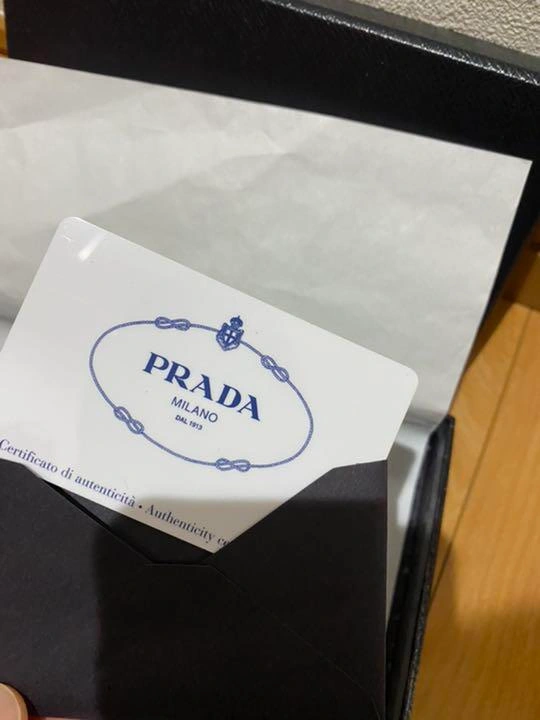 PRADA
MILANO
DAL 1913
Certificato di autenticità • Authenticity